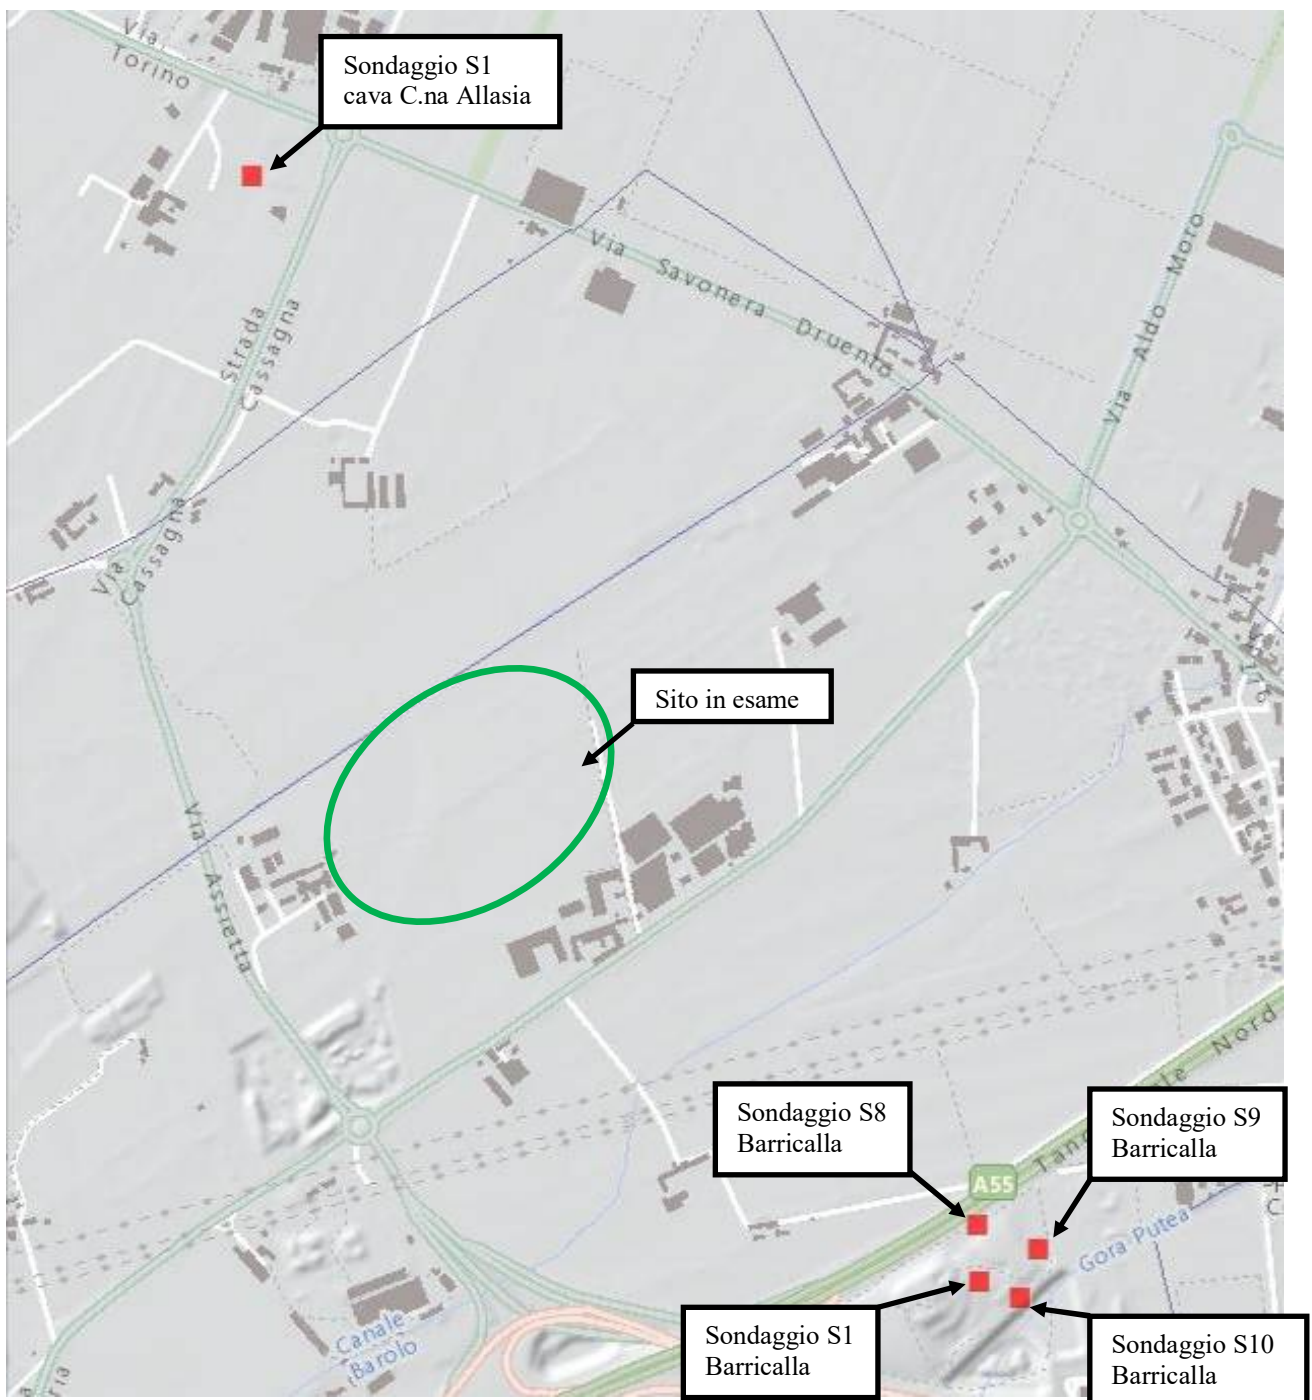 Via
Torino
Sondaggio S1
cava C.na Allasia
Via Savonera Druento
Via Aldo Moro
Strada
Cassagna
Via
Cassagna
Sito in esame
Via Assietta
Sondaggio S8
Barricalla
Sondaggio S9
Barricalla
Nord
A55
Gora Putea
Canale
Barolo
Sondaggio S1
Barricalla
Sondaggio S10
Barricalla